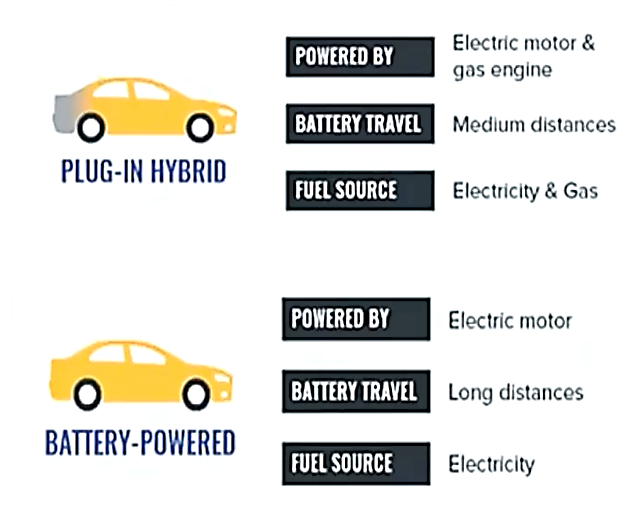 POWERED BY
Electric motor &
gas engine
BATTERY TRAVEL
Medium distances
PLUG-IN HYBRID
FUEL SOURCE
Electricity & Gas
POWERED BY
Electric motor
BATTERY TRAVEL
Long distances
BATTERY-POWERED
FUEL SOURCE
Electricity